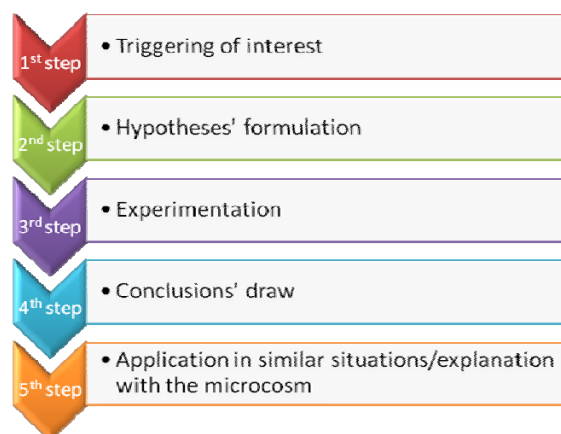 1st step
• Triggering of interest
2nd step
• Hypotheses' formulation
3rd step
• Experimentation
4th step
• Conclusions' draw
5th step
• Application in similar situations/explanation
with the microcosm